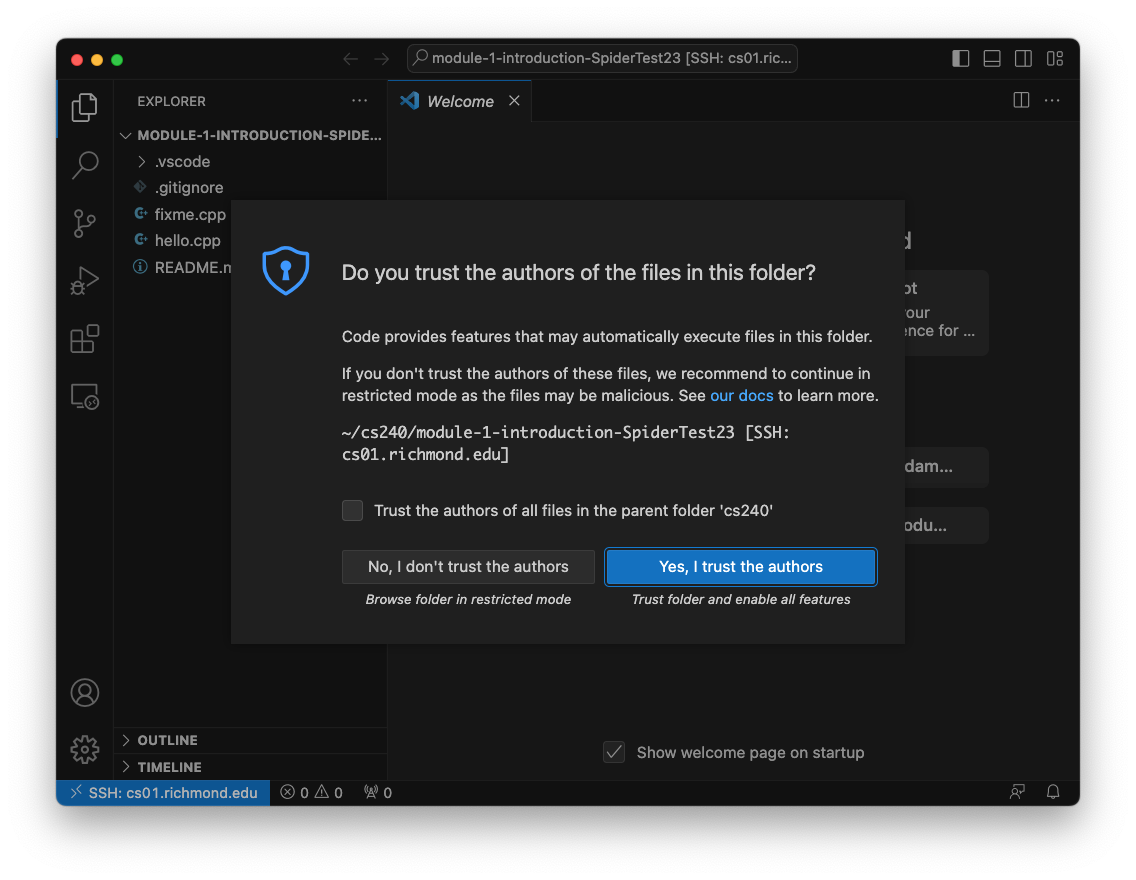 module-1-introduction-SpiderTest23 [SSH: cs01.ric...
EXPLORER
Welcome
MODULE-1-INTRODUCTION-SPIDE...
.vscode
.gitignore
fixme.cpp
hello.cpp
README.m
Do you trust the authors of the files in this folder?
Code provides features that may automatically execute files in this folder.
If you don't trust the authors of these files, we recommend to continue in
restricted mode as the files may be malicious. See our docs to learn more.
~/cs240/module-1-introduction-SpiderTest23 [SSH:
cs01.richmond.edu]
Trust the authors of all files in the parent folder 'cs240'
No, I don't trust the authors
Yes, I trust the authors
Browse folder in restricted mode
Trust folder and enable all features
d
ot
our
ence for ...
dam...
odu...
OUTLINE
TIMELINE
Show welcome page on startup
SSH: cs01.richmond.edu
0
0
0